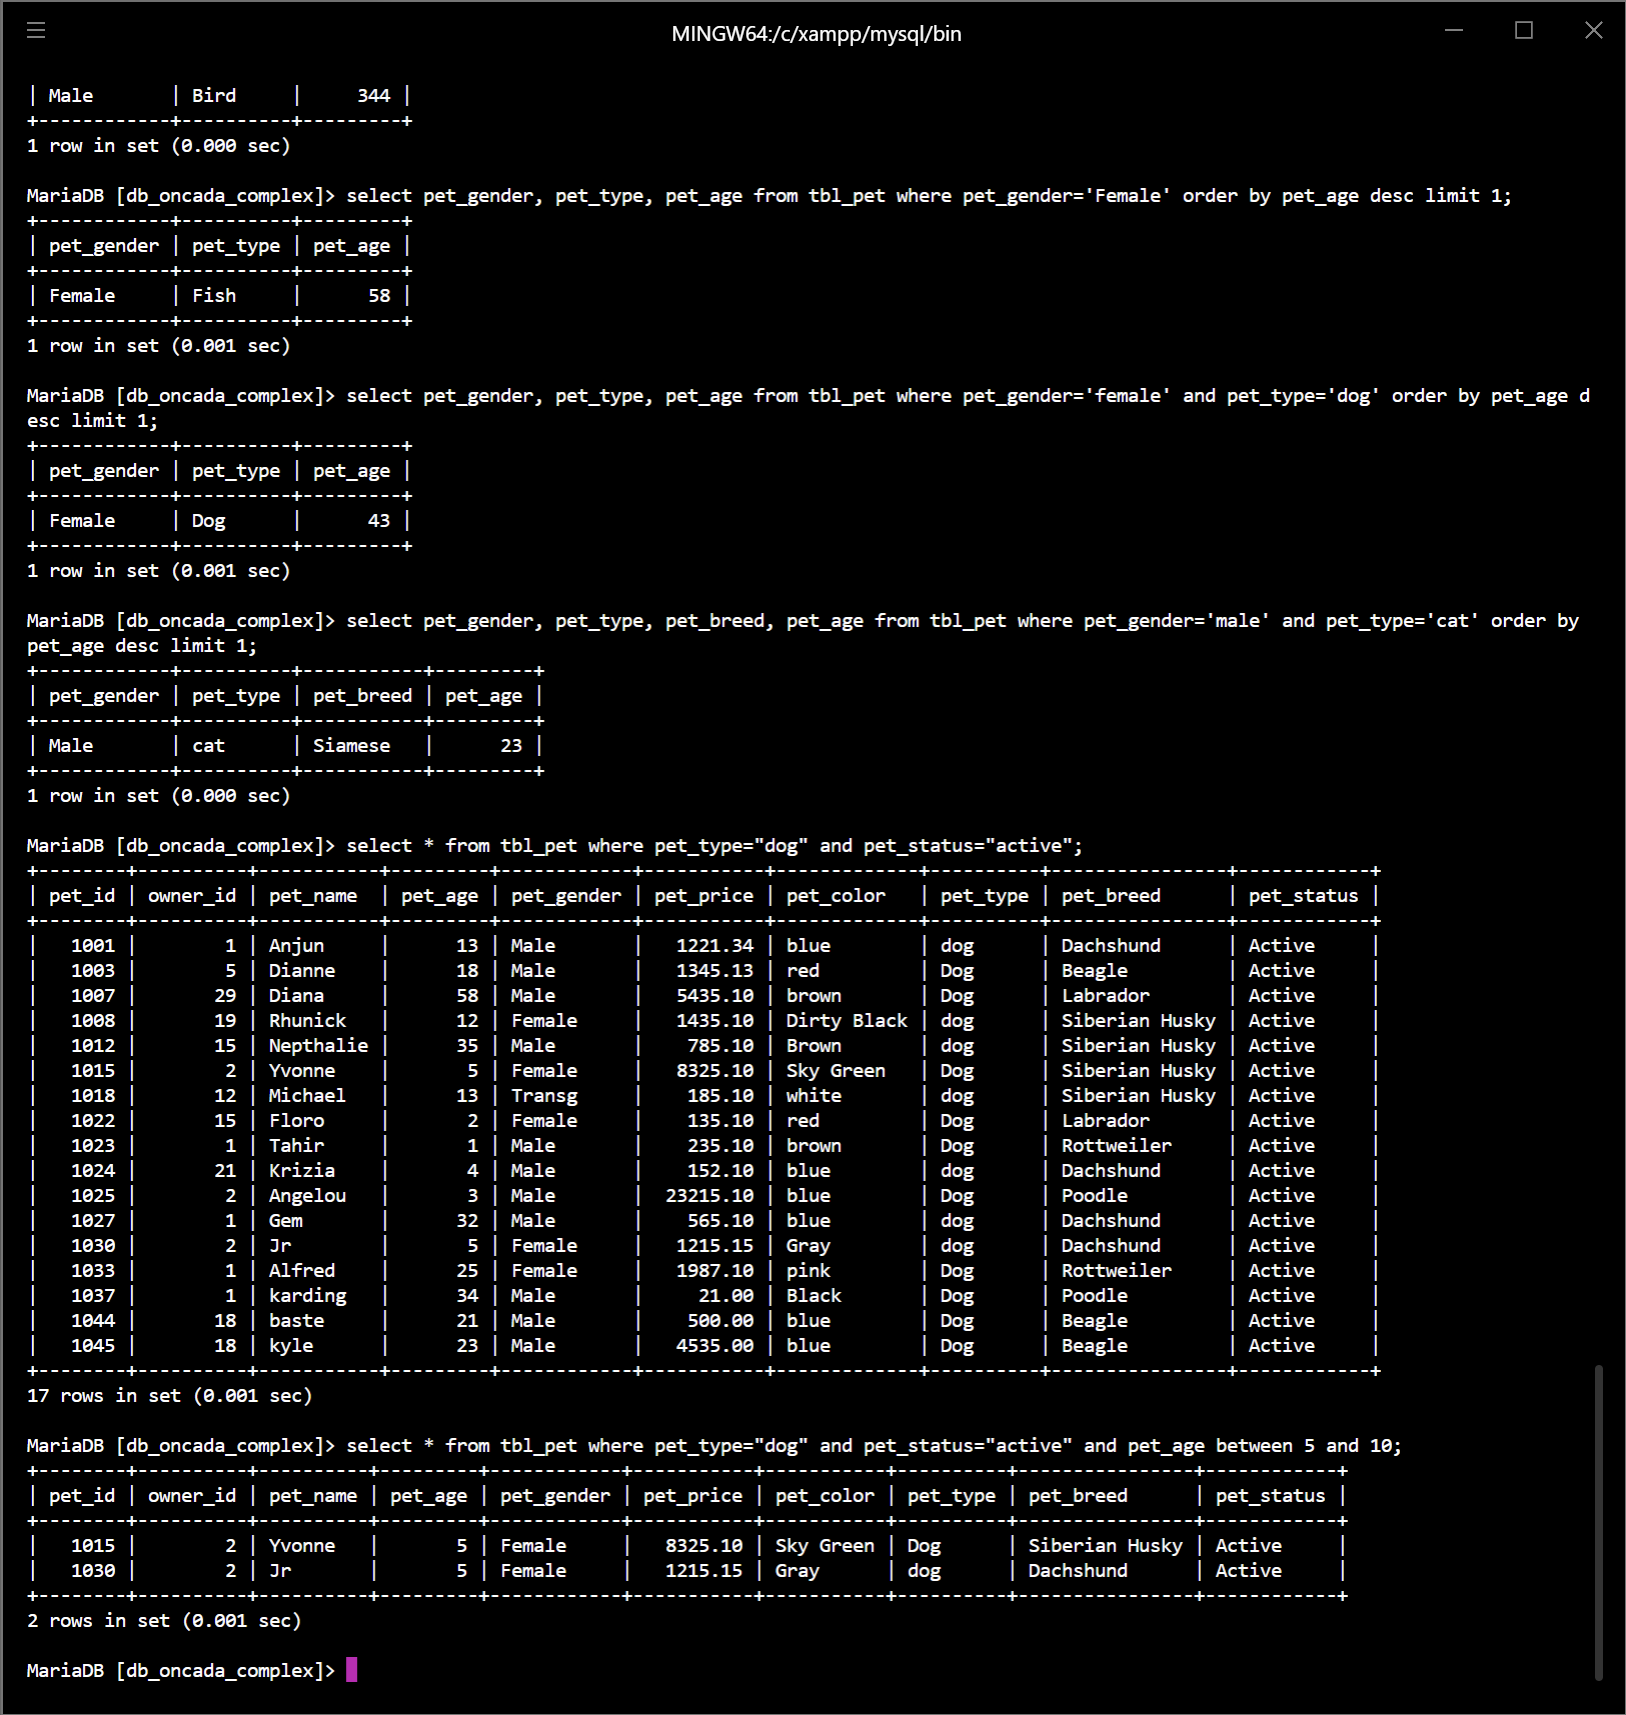 MINGW64:/c/xampp/mysql/bin
| Male       | Bird     |     344 |
+------------+----------+---------+
1 row in set (0.000 sec)
MariaDB [db_oncada_complex]> select pet_gender, pet_type, pet_age from tbl_pet where pet_gender='Female' order by pet_age desc limit 1;
+------------+----------+---------+
| pet_gender | pet_type | pet_age |
+------------+----------+---------+
| Female     | Fish     |      58 |
+------------+----------+---------+
1 row in set (0.001 sec)
MariaDB [db_oncada_complex]> select pet_gender, pet_type, pet_age from tbl_pet where pet_gender='female' and pet_type='dog' order by pet_age d
esc limit 1;
+------------+----------+---------+
| pet_gender | pet_type | pet_age |
+------------+----------+---------+
| Female     | Dog      |      43 |
+------------+----------+---------+
1 row in set (0.001 sec)
MariaDB [db_oncada_complex]> select pet_gender, pet_type, pet_breed, pet_age from tbl_pet where pet_gender='male' and pet_type='cat' order by
pet_age desc limit 1;
+------------+----------+-----------+---------+
| pet_gender | pet_type | pet_breed | pet_age |
+------------+----------+-----------+---------+
| Male       | cat      | Siamese   |      23 |
+------------+----------+-----------+---------+
1 row in set (0.000 sec)
MariaDB [db_oncada_complex]> select * from tbl_pet where pet_type="dog" and pet_status="active";
+--------+----------+-----------+---------+------------+-----------+-------------+----------+----------------+------------+
| pet_id | owner_id | pet_name  | pet_age | pet_gender | pet_price | pet_color   | pet_type | pet_breed      | pet_status |
+--------+----------+-----------+---------+------------+-----------+-------------+----------+----------------+------------+
|   1001 |        1 | Anjun     |      13 | Male       |   1221.34 | blue        | dog      | Dachshund      | Active     |
|   1003 |        5 | Dianne    |      18 | Male       |   1345.13 | red         | Dog      | Beagle         | Active     |
|   1007 |       29 | Diana     |      58 | Male       |   5435.10 | brown       | Dog      | Labrador       | Active     |
|   1008 |       19 | Rhunick   |      12 | Female     |   1435.10 | Dirty Black | dog      | Siberian Husky | Active     |
|   1012 |       15 | Nepthalie |      35 | Male       |    785.10 | Brown       | dog      | Siberian Husky | Active     |
|   1015 |        2 | Yvonne    |       5 | Female     |   8325.10 | Sky Green   | Dog      | Siberian Husky | Active     |
|   1018 |       12 | Michael   |      13 | Transg     |    185.10 | white       | dog      | Siberian Husky | Active     |
|   1022 |       15 | Floro     |       2 | Female     |    135.10 | red         | Dog      | Labrador       | Active     |
|   1023 |        1 | Tahir     |       1 | Male       |    235.10 | brown       | Dog      | Rottweiler     | Active     |
|   1024 |       21 | Krizia    |       4 | Male       |    152.10 | blue        | dog      | Dachshund      | Active     |
|   1025 |        2 | Angelou   |       3 | Male       |  23215.10 | blue        | Dog      | Poodle         | Active     |
|   1027 |        1 | Gem       |      32 | Male       |    565.10 | blue        | dog      | Dachshund      | Active     |
|   1030 |        2 | Jr        |       5 | Female     |   1215.15 | Gray        | dog      | Dachshund      | Active     |
|   1033 |        1 | Alfred    |      25 | Female     |   1987.10 | pink        | Dog      | Rottweiler     | Active     |
|   1037 |        1 | karding   |      34 | Male       |     21.00 | Black       | Dog      | Poodle         | Active     |
|   1044 |       18 | baste     |      21 | Male       |    500.00 | blue        | Dog      | Beagle         | Active     |
|   1045 |       18 | kyle      |      23 | Male       |   4535.00 | blue        | Dog      | Beagle         | Active     |
+--------+----------+-----------+---------+------------+-----------+-------------+----------+----------------+------------+
17 rows in set (0.001 sec)
MariaDB [db_oncada_complex]> select * from tbl_pet where pet_type="dog" and pet_status="active" and pet_age between 5 and 10;
+--------+----------+----------+---------+------------+-----------+-----------+----------+----------------+------------+
| pet_id | owner_id | pet_name | pet_age | pet_gender | pet_price | pet_color | pet_type | pet_breed      | pet_status |
+--------+----------+----------+---------+------------+-----------+-----------+----------+----------------+------------+
|   1015 |        2 | Yvonne   |       5 | Female     |   8325.10 | Sky Green | Dog      | Siberian Husky | Active     |
|   1030 |        2 | Jr       |       5 | Female     |   1215.15 | Gray      | dog      | Dachshund      | Active     |
+--------+----------+----------+---------+------------+-----------+-----------+----------+----------------+------------+
2 rows in set (0.001 sec)
MariaDB [db_oncada_complex]>